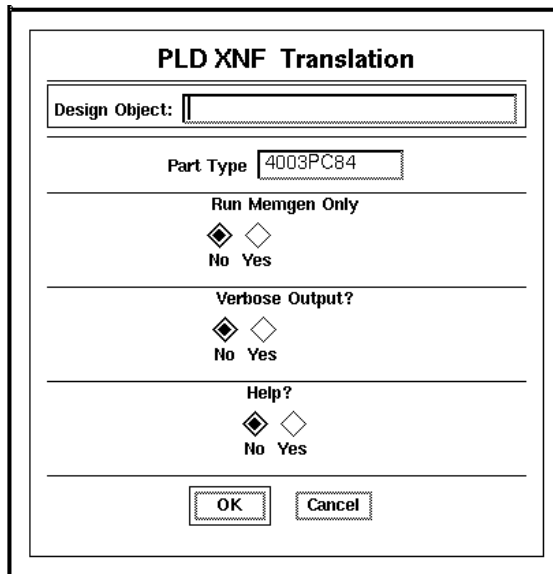 PLD XNF Translation
Design Object:
Part Type 4003PC84
Run Memgen Only
No Yes
Verbose Output?
No Yes
Help?
No Yes
OK Cancel